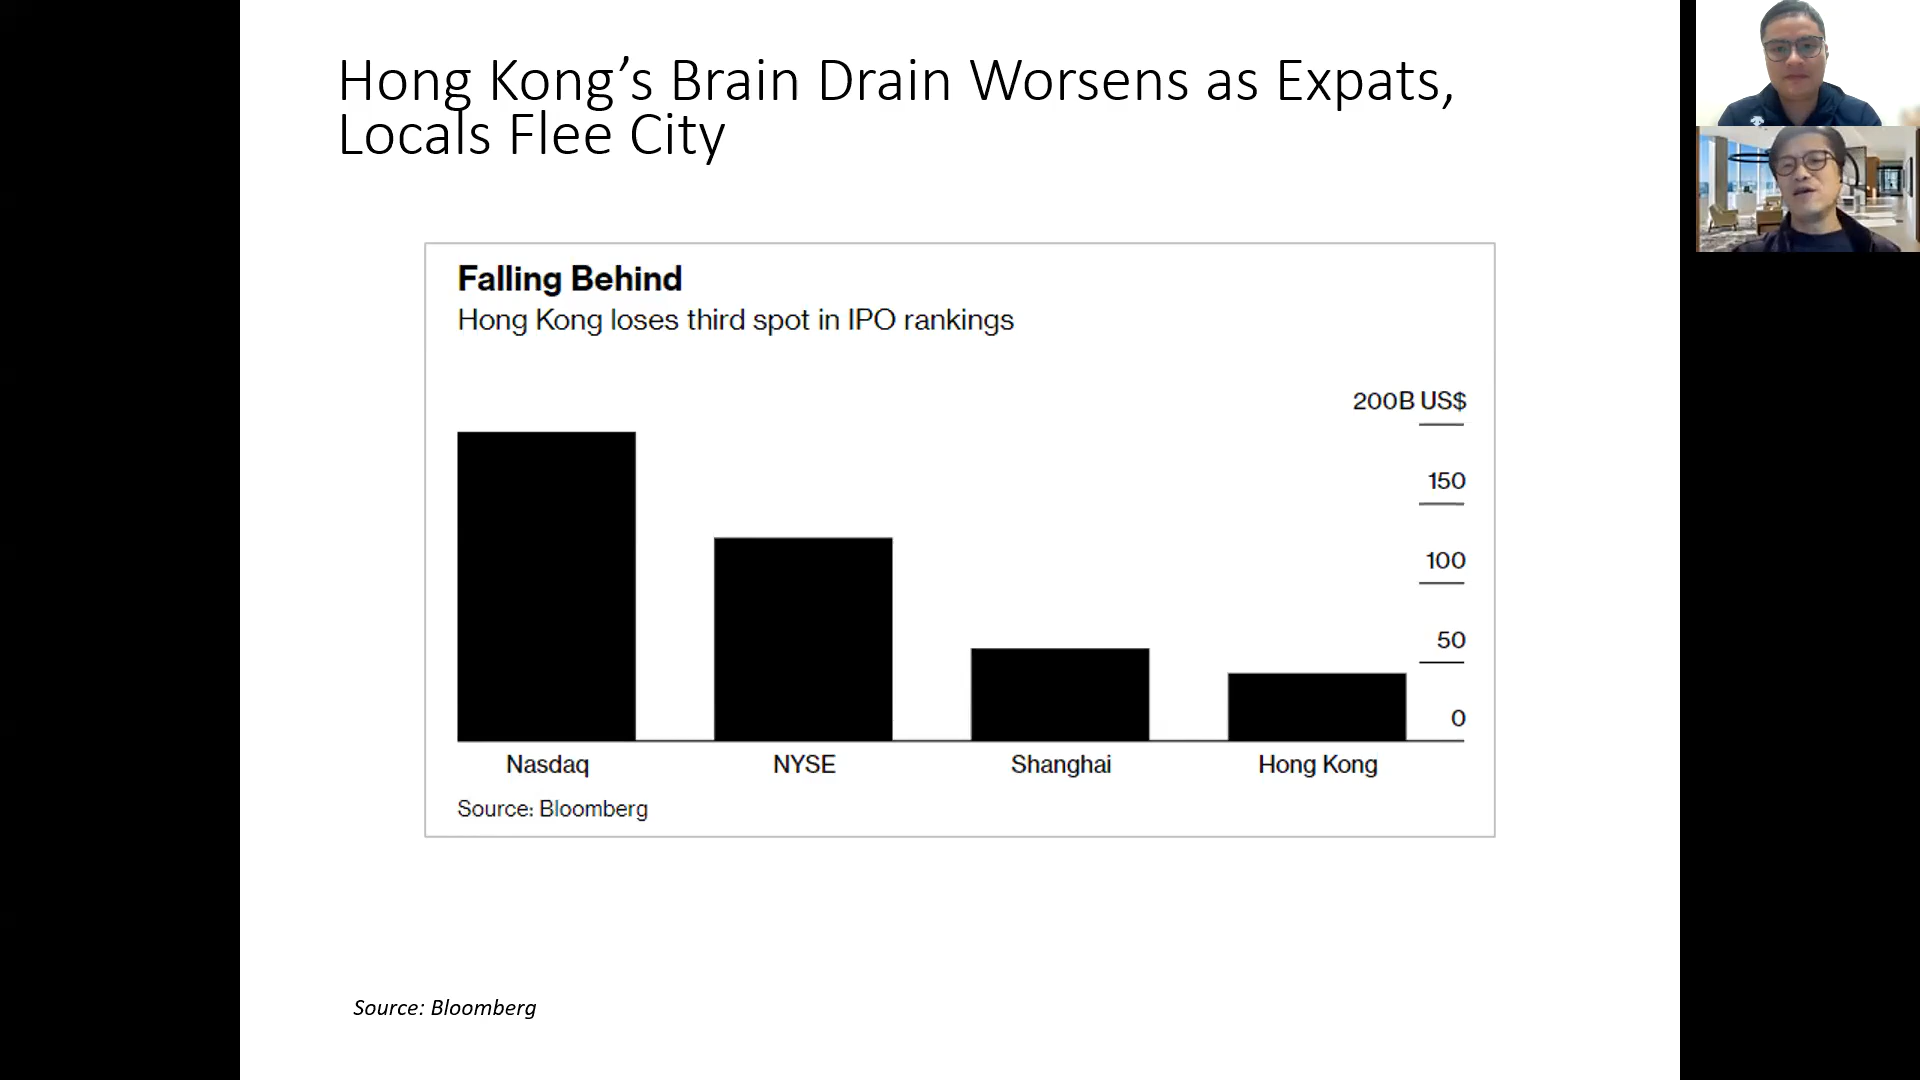 Hong Kong’s Brain Drain Worsens as Expats,
Locals Flee City
Falling Behind
Hong Kong loses third spot in IPO rankings
200B US$
150
100
50
0
Nasdaq
NYSE
Shanghai
Hong Kong
Source: Bloomberg
Source: Bloomberg